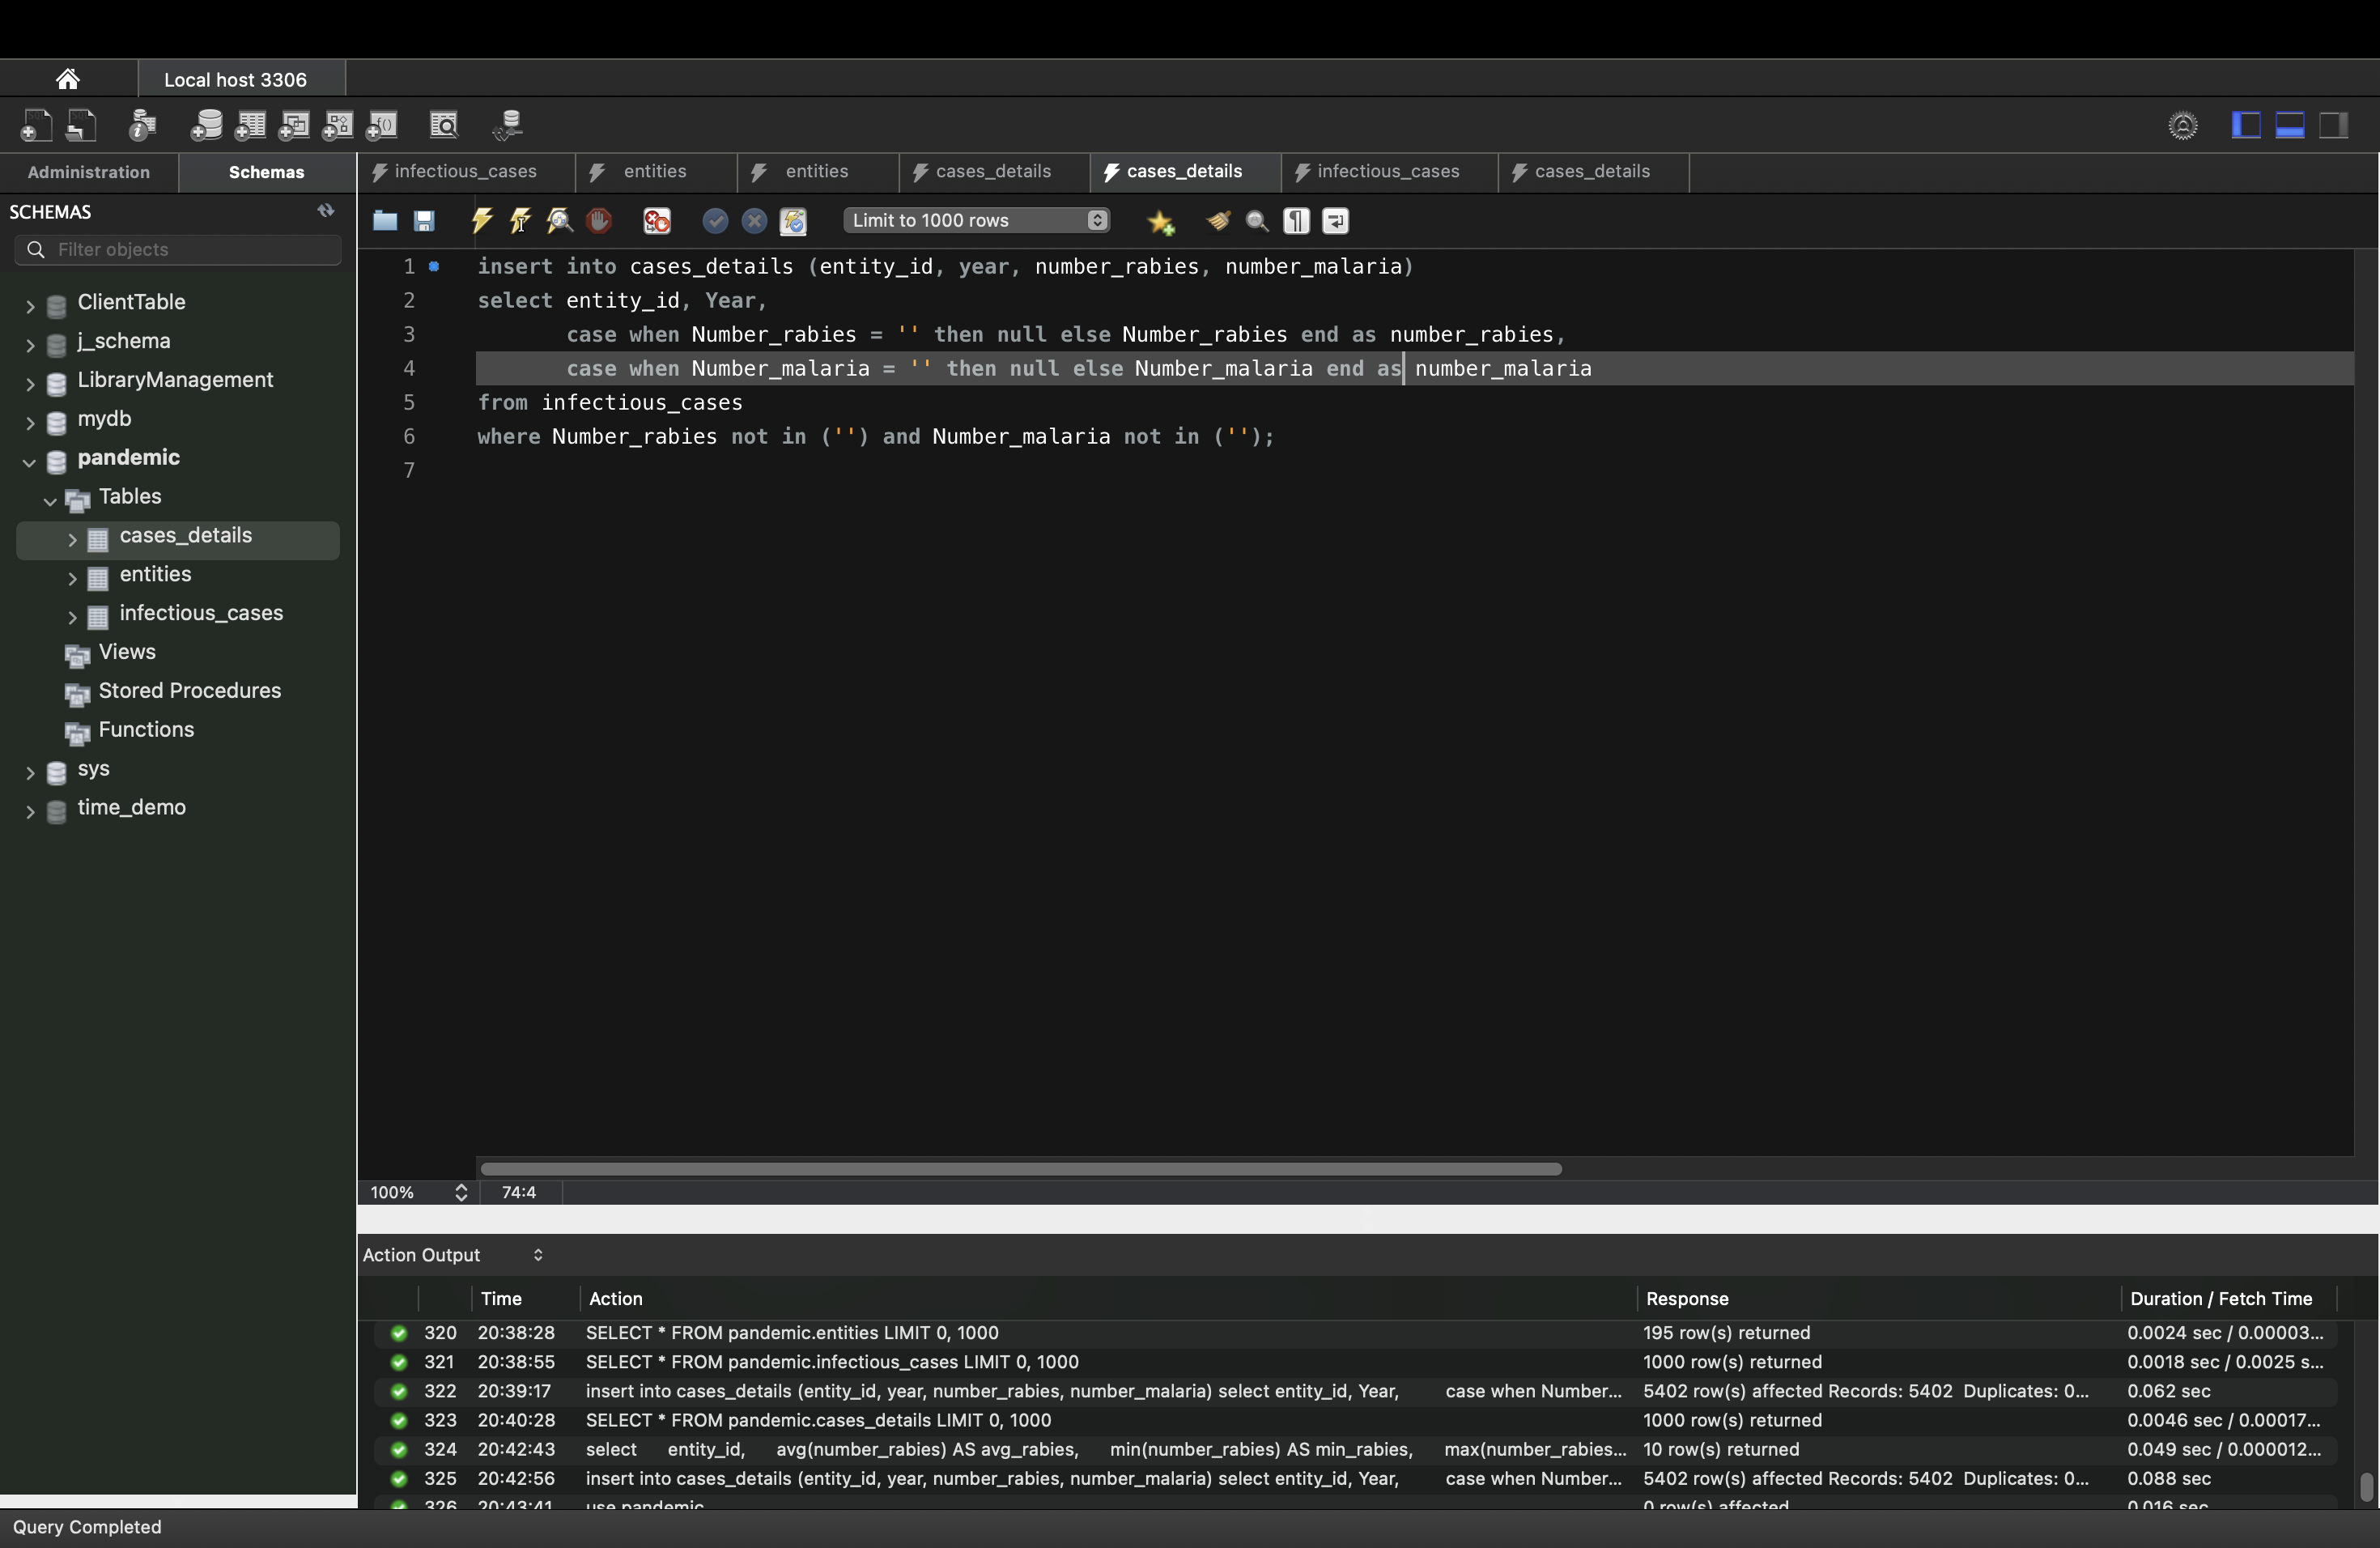 Local host 3306
Administration
Schemas
infectious_cases
entities
entities
cases_details
cases_details
infectious_cases
cases_details
SCHEMAS
Limit to 1000 rows
Filter objects
ClientTable
j_schema
LibraryManagement
mydb
pandemic
Tables
cases_details
entities
infectious_cases
Views
Stored Procedures
Functions
sys
time_demo
1 insert into cases_details (entity_id, year, number_rabies, number_malaria)
2 select entity_id, Year,
3 case when Number_rabies = '' then null else Number_rabies end as number_rabies,
4 case when Number_malaria = '' then null else Number_malaria end as number_malaria
5 from infectious_cases
6 where Number_rabies not in ('') and Number_malaria not in ('');
7
100% 74:4
Action Output
Time Action Response Duration / Fetch Time
320 20:38:28 SELECT * FROM pandemic.entities LIMIT 0, 1000 195 row(s) returned 0.0024 sec / 0.00003...
321 20:38:55 SELECT * FROM pandemic.infectious_cases LIMIT 0, 1000 1000 row(s) returned 0.0018 sec / 0.0025 s...
322 20:39:17 insert into cases_details (entity_id, year, number_rabies, number_malaria) select entity_id, Year, case when Number... 5402 row(s) affected Records: 5402 Duplicates: 0... 0.062 sec
323 20:40:28 SELECT * FROM pandemic.cases_details LIMIT 0, 1000 1000 row(s) returned 0.0046 sec / 0.00017...
324 20:42:43 select entity_id, avg(number_rabies) AS avg_rabies, min(number_rabies) AS min_rabies, max(number_rabies... 10 row(s) returned 0.049 sec / 0.000012...
325 20:42:56 insert into cases_details (entity_id, year, number_rabies, number_malaria) select entity_id, Year, case when Number... 5402 row(s) affected Records: 5402 Duplicates: 0... 0.088 sec
326 20:43:41 use pandemic 0 row(s) affected 0.016 sec
Query Completed